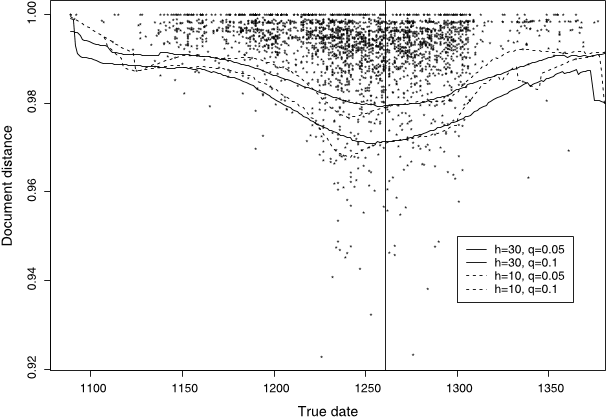 1.00
0.98
0.96
0.94
0.92
Document distance
h=30, q=0.05
h=30, q=0.1
h=10, q=0.05
h=10, q=0.1
1100 1150 1200 1250 1300 1350
True date